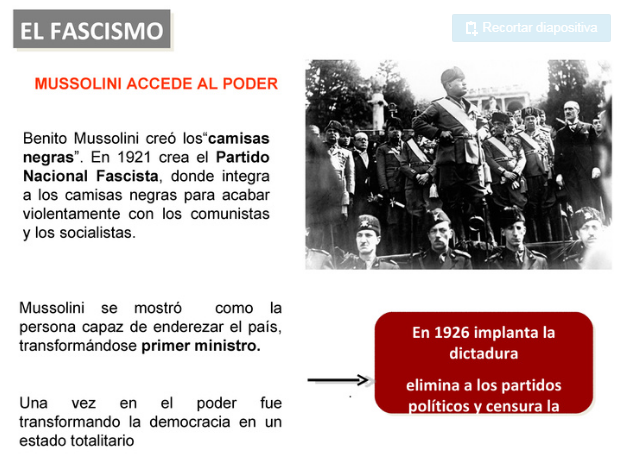 EL FASCISMO
Recortar diapositiva
MUSSOLINI ACCEDE AL PODER
Benito Mussolini creó los“camisas
negras”. En 1921 crea el Partido
Nacional Fascista, donde integra
a los camisas negras para acabar
violentamente con los comunistas
y los socialistas.
Mussolini se mostró como la
persona capaz de enderezar el país,
transformándose primer ministro.
Una vez en el poder fue
transformando la democracia en un
estado totalitario
En 1926 implanta la
dictadura
elimina a los partidos
políticos y censura la